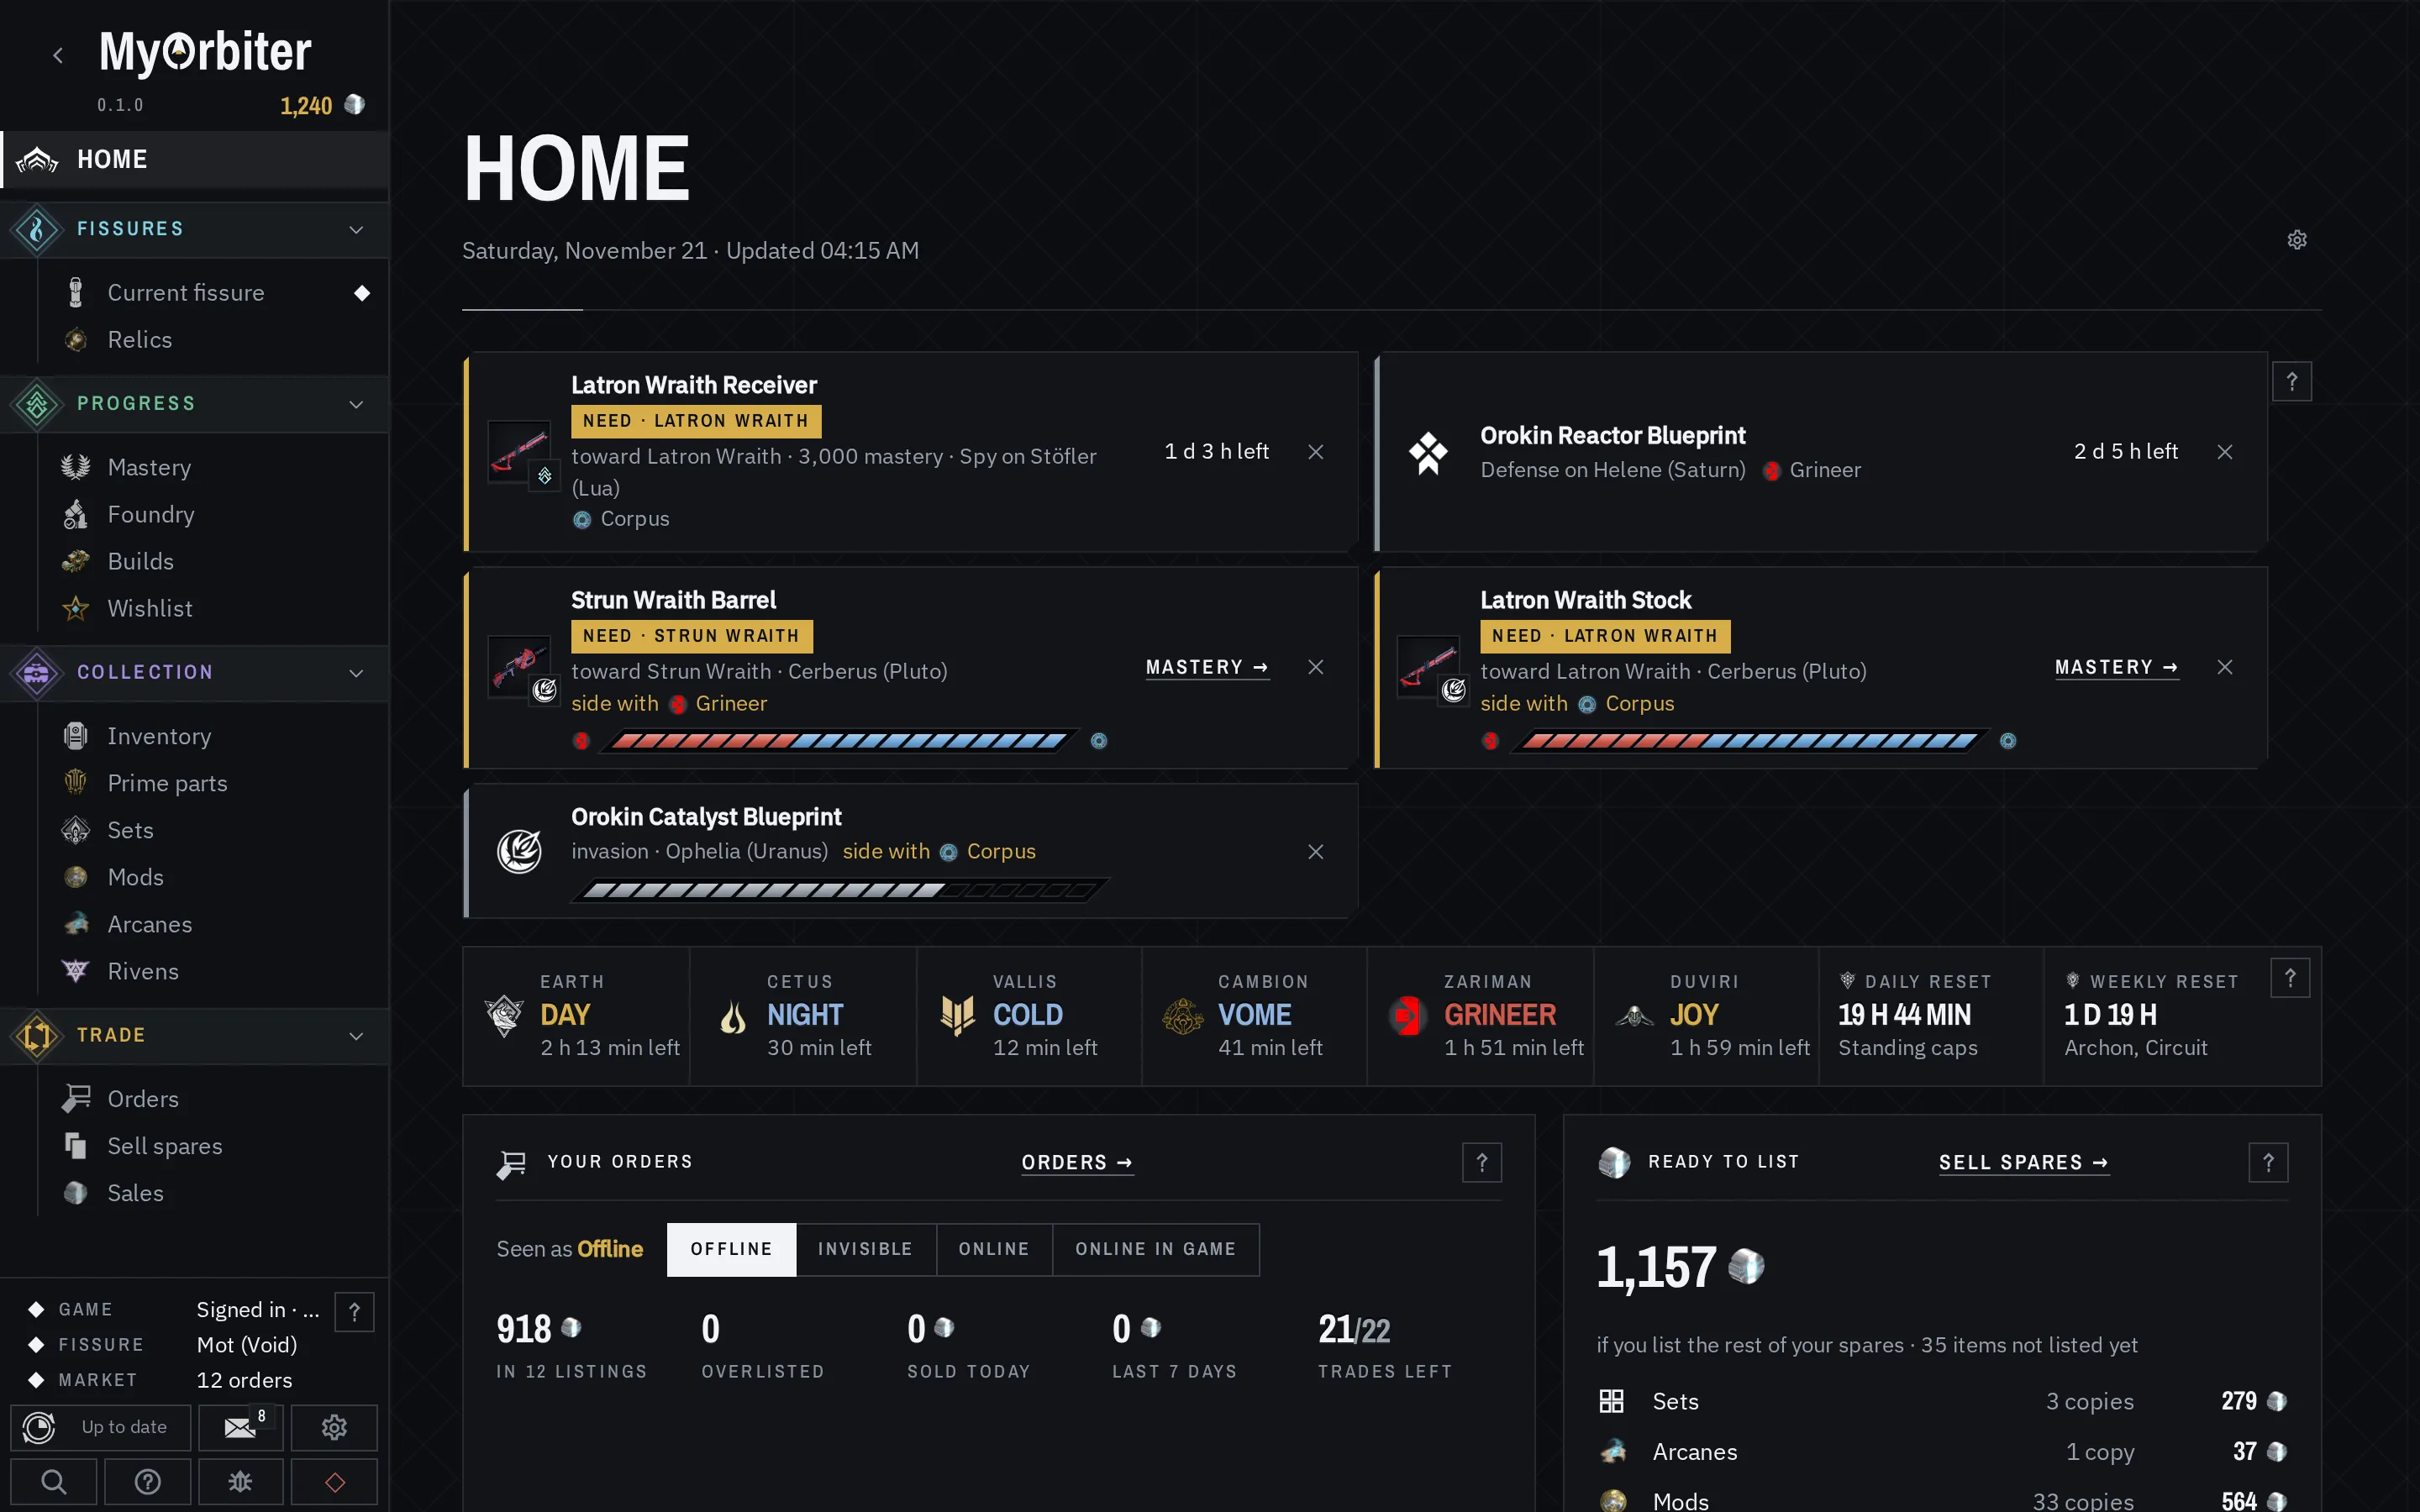 MyOrbiter
0.1.0
1,240
HOME
FISSURES
Current fissure
Relics
PROGRESS
Mastery
Foundry
Builds
Wishlist
COLLECTION
Inventory
Prime parts
Sets
Mods
Arcanes
Rivens
TRADE
Orders
Sell spares
Sales
GAME Signed in · ...
?
FISSURE Mot (Void)
MARKET 12 orders
Up to date
8
HOME
Saturday, November 21 · Updated 04:15 AM
Latron Wraith Receiver
NEED · LATRON WRAITH
toward Latron Wraith · 3,000 mastery · Spy on Stöfler
(Lua)
Corpus
1 d 3 h left
Orokin Reactor Blueprint
Defense on Helene (Saturn) Grineer
2 d 5 h left
?
Strun Wraith Barrel
NEED · STRUN WRAITH
toward Strun Wraith · Cerberus (Pluto)
side with Grineer
MASTERY →
Latron Wraith Stock
NEED · LATRON WRAITH
toward Latron Wraith · Cerberus (Pluto)
side with Corpus
MASTERY →
Orokin Catalyst Blueprint
invasion · Ophelia (Uranus) side with Corpus
EARTH
DAY
2 h 13 min left
CETUS
NIGHT
30 min left
VALLIS
COLD
12 min left
CAMBION
VOME
41 min left
ZARIMAN
GRINEER
1 h 51 min left
DUVIRI
JOY
1 h 59 min left
DAILY RESET
19 H 44 MIN
Standing caps
WEEKLY RESET
1 D 19 H
Archon, Circuit
?
YOUR ORDERS
ORDERS →
?
Seen as Offline
OFFLINE
INVISIBLE
ONLINE
ONLINE IN GAME
918
IN 12 LISTINGS
0
OVERLISTED
0
SOLD TODAY
0
LAST 7 DAYS
21/22
TRADES LEFT
READY TO LIST
SELL SPARES →
?
1,157
if you list the rest of your spares · 35 items not listed yet
Sets 3 copies 279
Arcanes 1 copy 37
Mods 33 copies 564